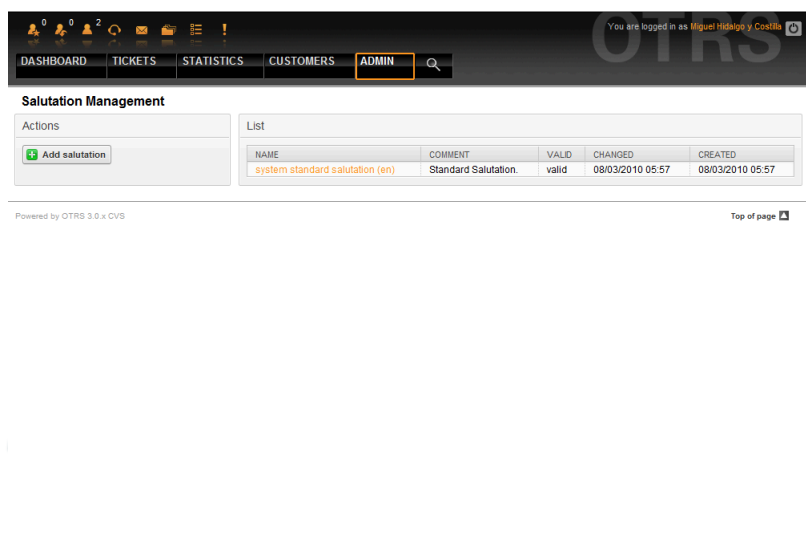 0 0 2
OTRS
You are logged in as Miguel Hidalgo y Costilla
DASHBOARD TICKETS STATISTICS CUSTOMERS ADMIN
Salutation Management
Actions
Add salutation
List
NAME COMMENT VALID CHANGED CREATED
system standard salutation (en) Standard Salutation. valid 08/03/2010 05:57 08/03/2010 05:57
Powered by OTRS 3.0.x CVS
Top of page